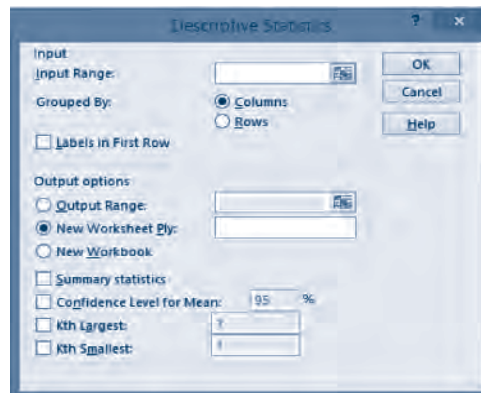 Descriptive Statistics ? ×
Input
Input Range:
OK
Grouped By:
Columns
Cancel
Rows
Help
Labels in First Row
Output options
Output Range:
New Worksheet Ply:
New Workbook
Summary statistics
Confidence Level for Mean: 95 %
Kth Largest:
Kth Smallest: